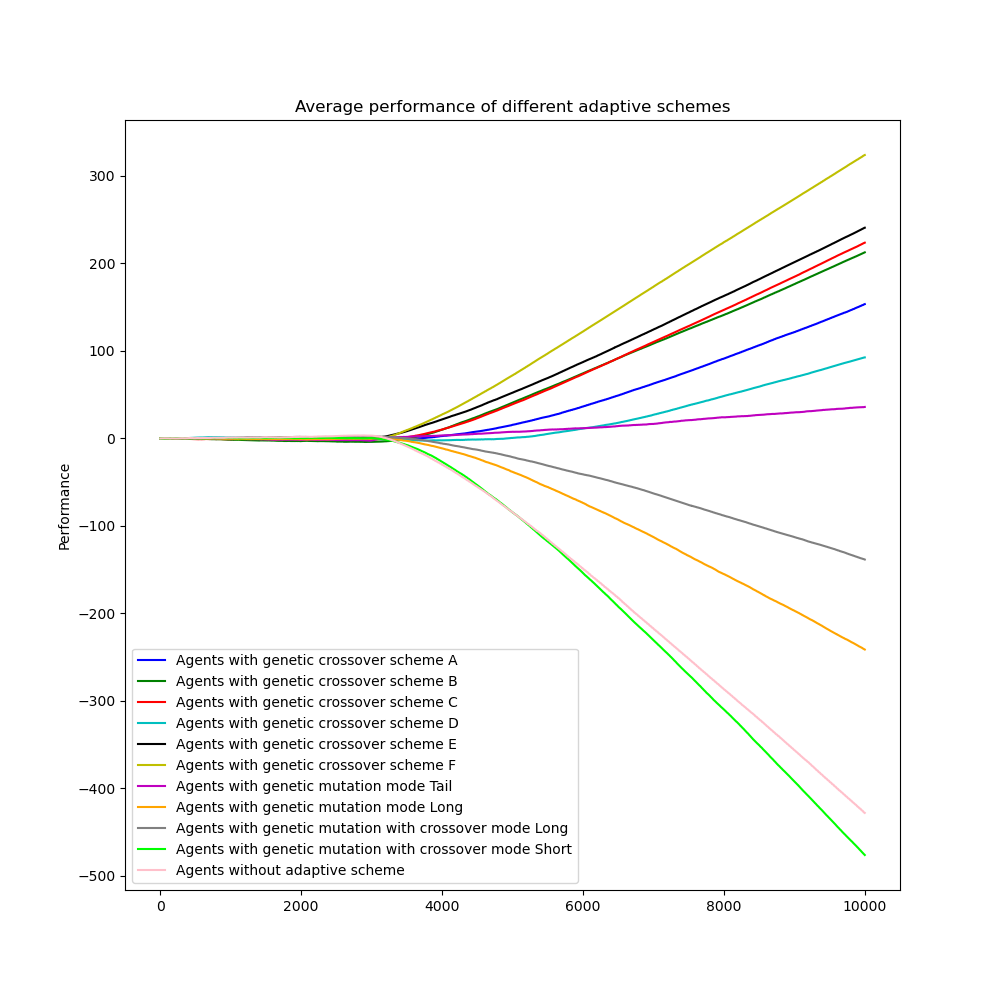 Average performance of different adaptive schemes
300
200
100
0
−100
−200
−300
−400
−500
Performance
Agents with genetic crossover scheme A
Agents with genetic crossover scheme B
Agents with genetic crossover scheme C
Agents with genetic crossover scheme D
Agents with genetic crossover scheme E
Agents with genetic crossover scheme F
Agents with genetic mutation mode Tail
Agents with genetic mutation mode Long
Agents with genetic mutation with crossover mode Long
Agents with genetic mutation with crossover mode Short
Agents without adaptive scheme
0 2000 4000 6000 8000 10000